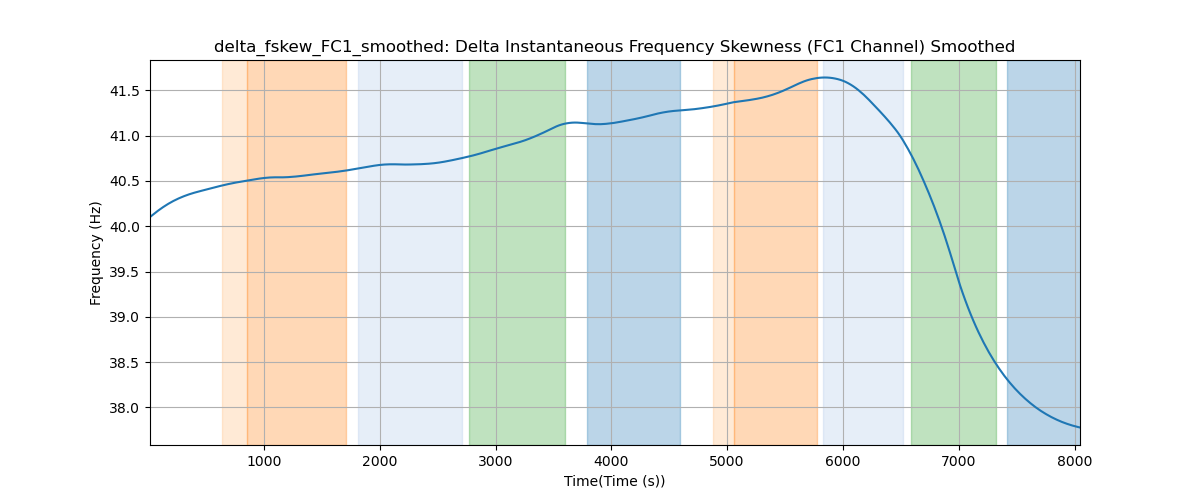 delta_fskew_FC1_smoothed: Delta Instantaneous Frequency Skewness (FC1 Channel) Smoothed
Frequency (Hz)
41.5
41.0
40.5
40.0
39.5
39.0
38.5
38.0
1000 2000 3000 4000 5000 6000 7000 8000
Time(Time (s))